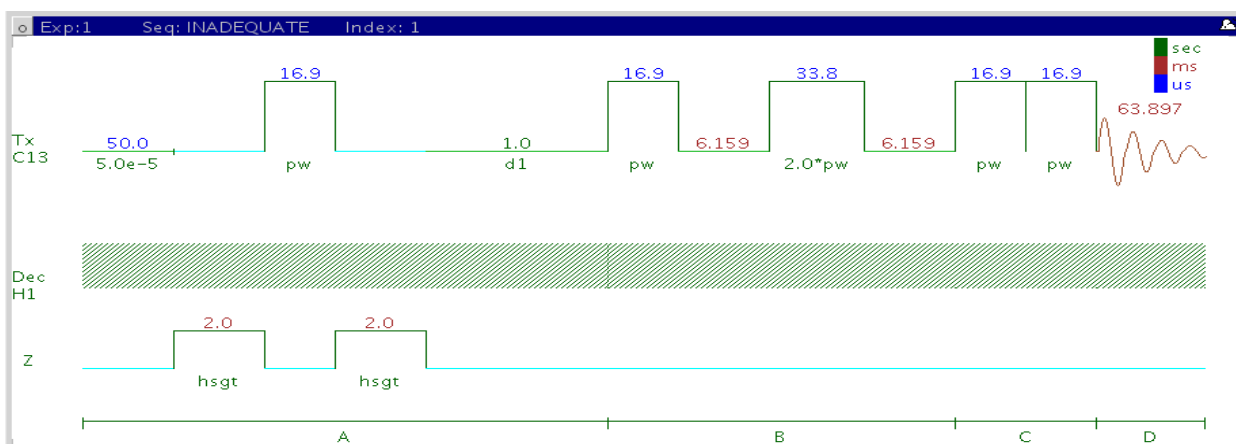 Exp:1 Seq: INADEQUATE Index: 1
sec
ms
us
16.9 16.9 33.8 16.9 16.9 63.897
Tx 50.0 1.0 6.159 6.159
C13 5.0e-5 pw d1 pw 2.0*pw pw pw
Dec
H1
2.0 2.0
Z
hsgt hsgt
A B C D